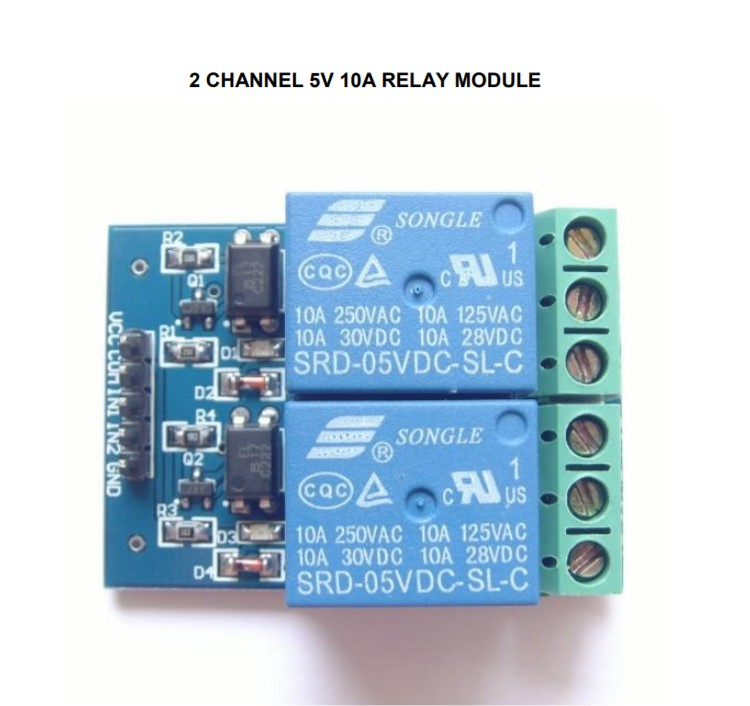 2 CHANNEL 5V 10A RELAY MODULE
SONGLE
®
CQC
1
C US
10A 250VAC 10A 125VAC
10A 30VDC 10A 28VDC
SRD-05VDC-SL-C
SONGLE
®
CQC
1
C US
10A 250VAC 10A 125VAC
10A 30VDC 10A 28VDC
SRD-05VDC-SL-C
R2
Q1
R1
D1
D2
R4
Q2
R3
D3
D4
VCC COM IN1 IN2 GND